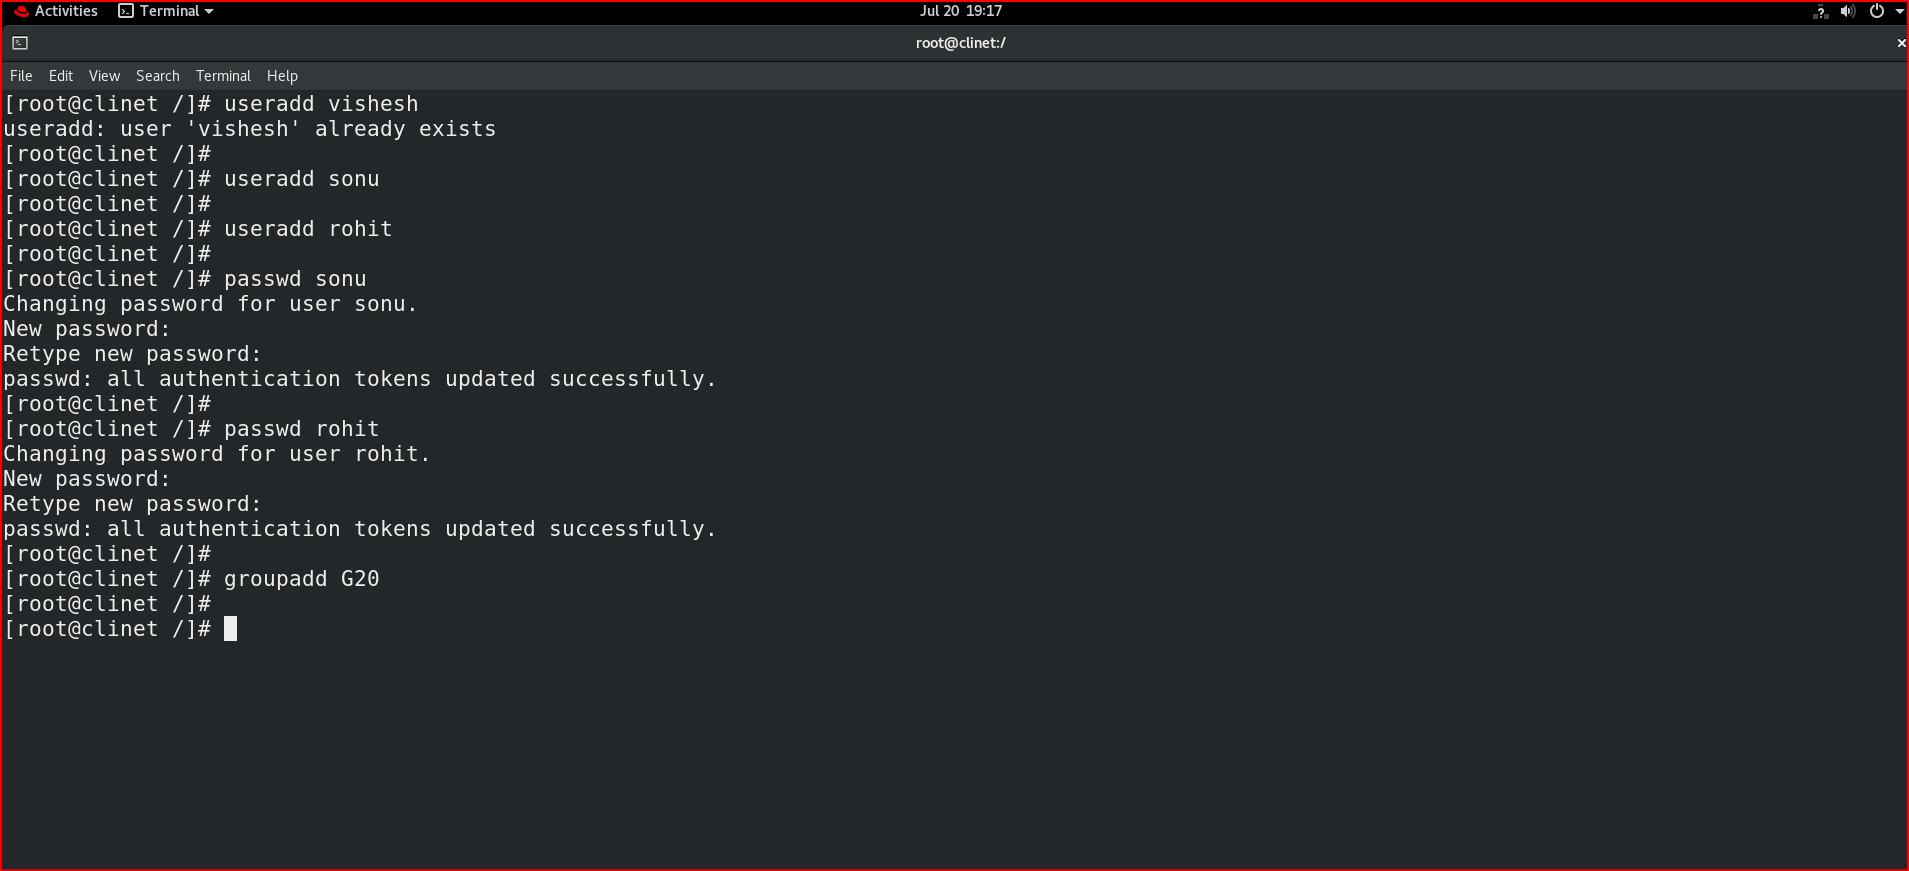 Activities Terminal Jul 20 19:17
root@clinet:/
File Edit View Search Terminal Help
[root@clinet /]# useradd vishesh
useradd: user 'vishesh' already exists
[root@clinet /]#
[root@clinet /]# useradd sonu
[root@clinet /]#
[root@clinet /]# useradd rohit
[root@clinet /]#
[root@clinet /]# passwd sonu
Changing password for user sonu.
New password:
Retype new password:
passwd: all authentication tokens updated successfully.
[root@clinet /]#
[root@clinet /]# passwd rohit
Changing password for user rohit.
New password:
Retype new password:
passwd: all authentication tokens updated successfully.
[root@clinet /]#
[root@clinet /]# groupadd G20
[root@clinet /]#
[root@clinet /]#